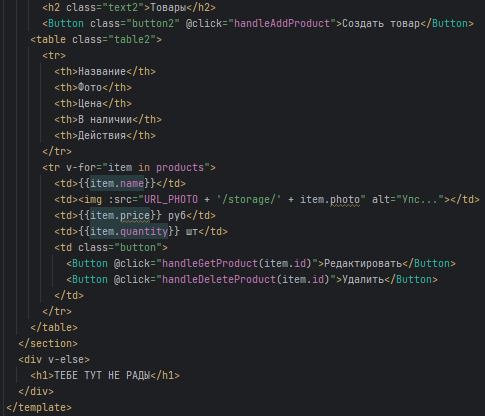 <h2 class="text2">Товары</h2>
<Button class="button2" @click="handleAddProduct">Создать товар</Button>
<table class="table2">
<tr>
<th>Название</th>
<th>Фото</th>
<th>Цена</th>
<th>В наличии</th>
<th>Действия</th>
</tr>
<tr v-for="item in products">
<td>{{item.name}}</td>
<td><img :src="URL_PHOTO + '/storage/' + item.photo" alt="Упс..."></td>
<td>{{item.price}} руб</td>
<td>{{item.quantity}} шт</td>
<td class="button">
<Button @click="handleGetProduct(item.id)">Редактировать</Button>
<Button @click="handleDeleteProduct(item.id)">Удалить</Button>
</td>
</tr>
</table>
</section>
<div v-else>
<h1>ТЕБЕ ТУТ НЕ РАДЫ</h1>
</div>
</template>